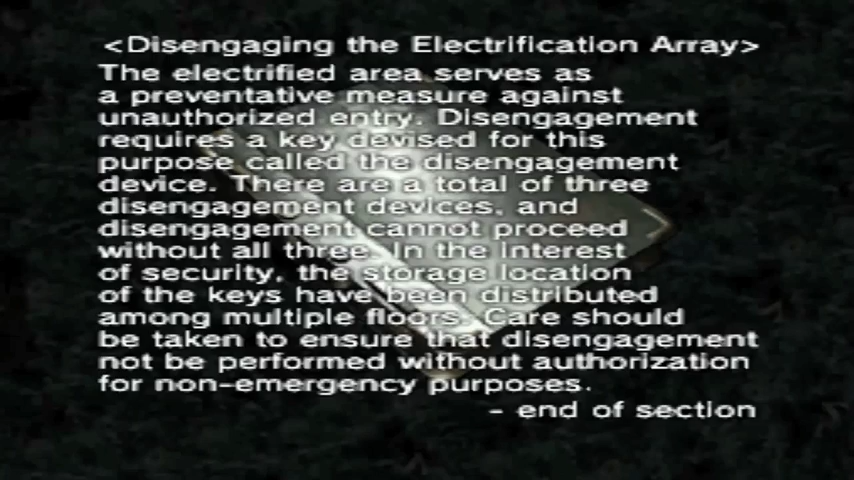 <Disengaging the Electrification Array>
The electrified area serves as
a preventative measure against
unauthorized entry. Disengagement
requires a key devised for this
purpose called the disengagement
device. There are a total of three
disengagement devices, and
disengagement cannot proceed
without all three. In the interest
of security, the storage location
of the keys have been distributed
among multiple floors. Care should
be taken to ensure that disengagement
not be performed without authorization
for non-emergency purposes.
- end of section